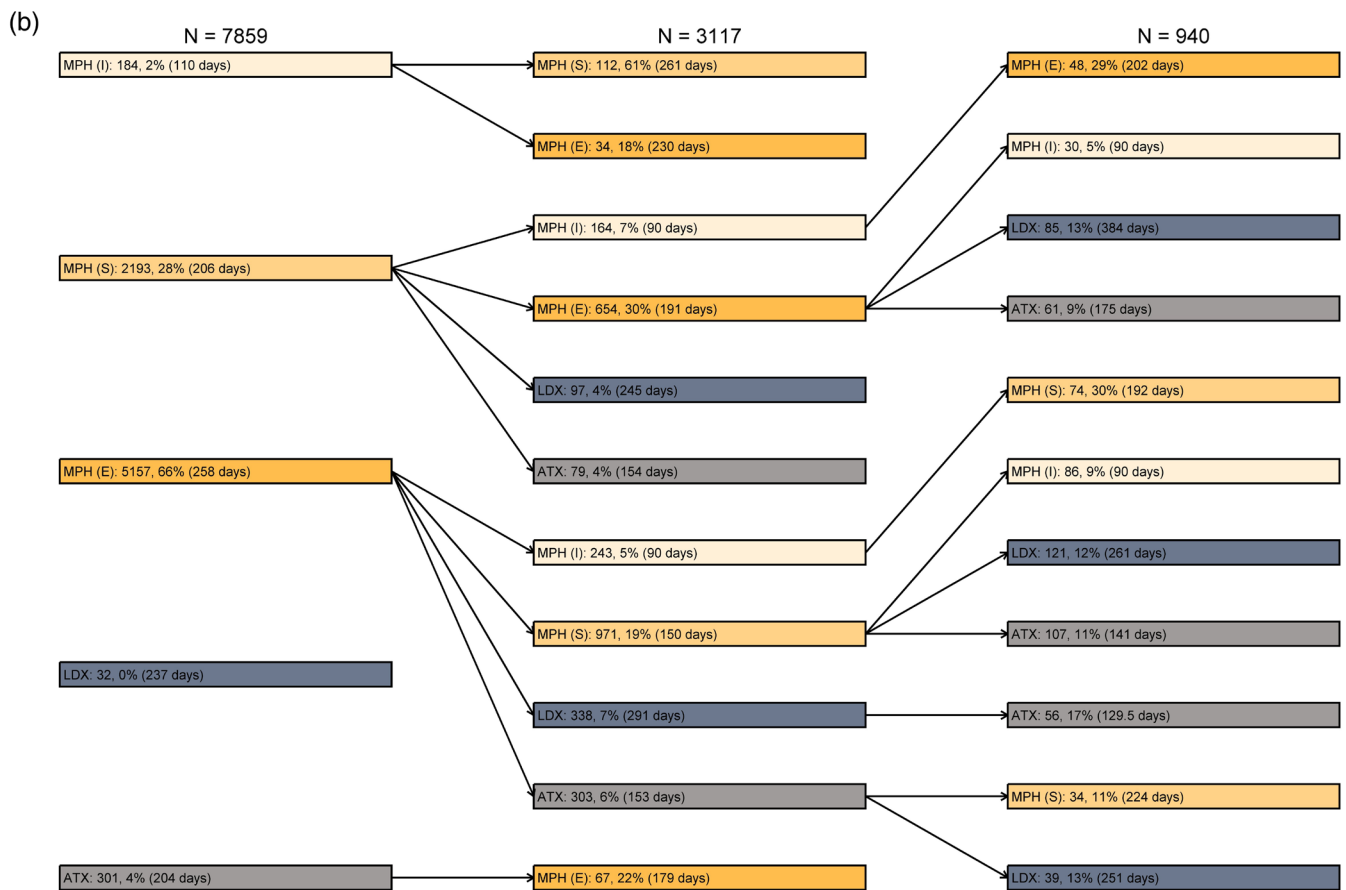 (b)
N = 7859
N = 3117
N = 940
MPH (I): 184, 2% (110 days)
MPH (S): 112, 61% (261 days)
MPH (E): 48, 29% (202 days)
MPH (E): 34, 18% (230 days)
MPH (I): 30, 5% (90 days)
MPH (I): 164, 7% (90 days)
LDX: 85, 13% (384 days)
MPH (S): 2193, 28% (206 days)
MPH (E): 654, 30% (191 days)
ATX: 61, 9% (175 days)
LDX: 97, 4% (245 days)
MPH (S): 74, 30% (192 days)
MPH (E): 5157, 66% (258 days)
ATX: 79, 4% (154 days)
MPH (I): 86, 9% (90 days)
MPH (I): 243, 5% (90 days)
LDX: 121, 12% (261 days)
MPH (S): 971, 19% (150 days)
ATX: 107, 11% (141 days)
LDX: 32, 0% (237 days)
LDX: 338, 7% (291 days)
ATX: 56, 17% (129.5 days)
ATX: 303, 6% (153 days)
MPH (S): 34, 11% (224 days)
ATX: 301, 4% (204 days)
MPH (E): 67, 22% (179 days)
LDX: 39, 13% (251 days)